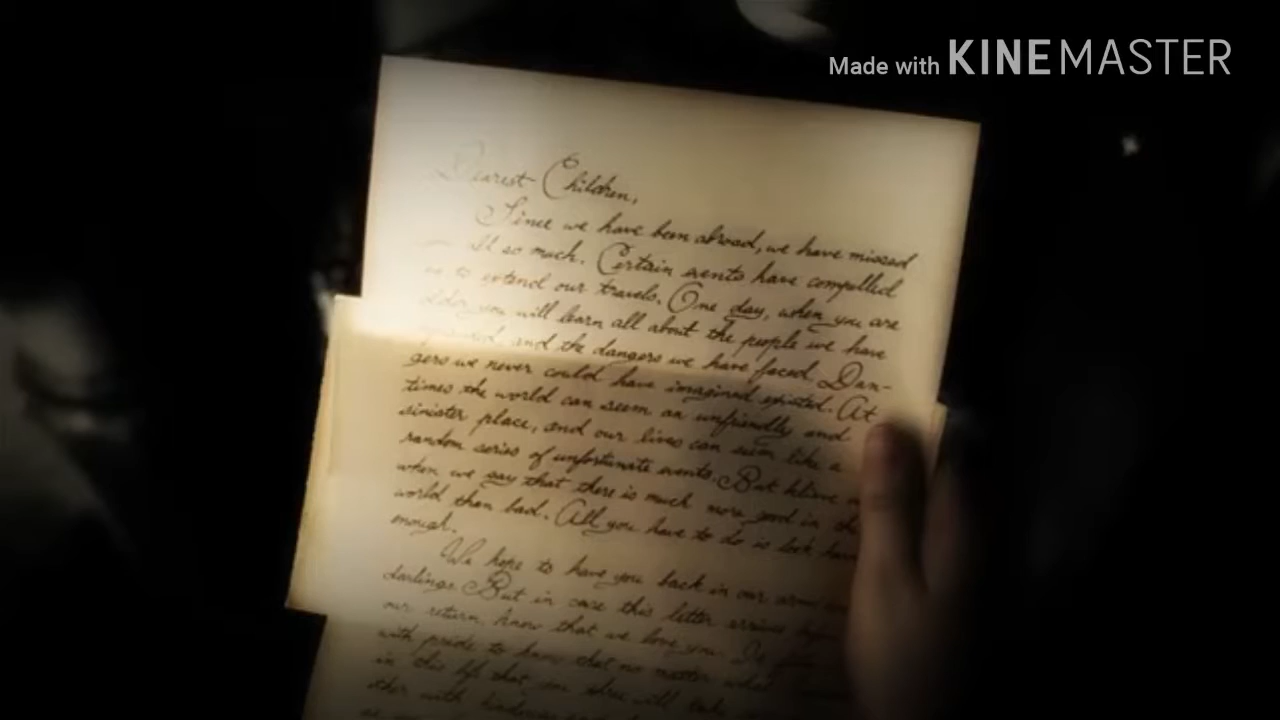 Made with KINEMASTER
Dearest Children,
Since we have been abroad, we have missed
all so much. Certain events have compelled
us to extend our travels. One day, when you are
older, you will learn all about the people we have
and the dangers we have faced. Dan-
gers we never could have imagined existed. At
times the world can seem an unfriendly and
sinister place, and our lives can seem like a
random series of unfortunate events. But believe
when we say that there is much more good in the
world than bad. All you have to do is look hard
enough.
We hope to have you back in our arms
darlings. But in case this letter arrives
our return, know that we love you. It
with pride to know that no matter what
in this life that you three will take
other with kindness